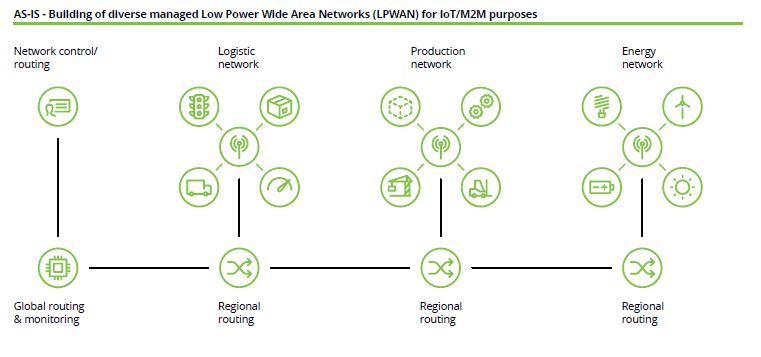 AS-IS - Building of diverse managed Low Power Wide Area Networks (LPWAN) for IoT/M2M purposes
Network control/
routing
Logistic
network
Production
network
Energy
network
Global routing
& monitoring
Regional
routing
Regional
routing
Regional
routing